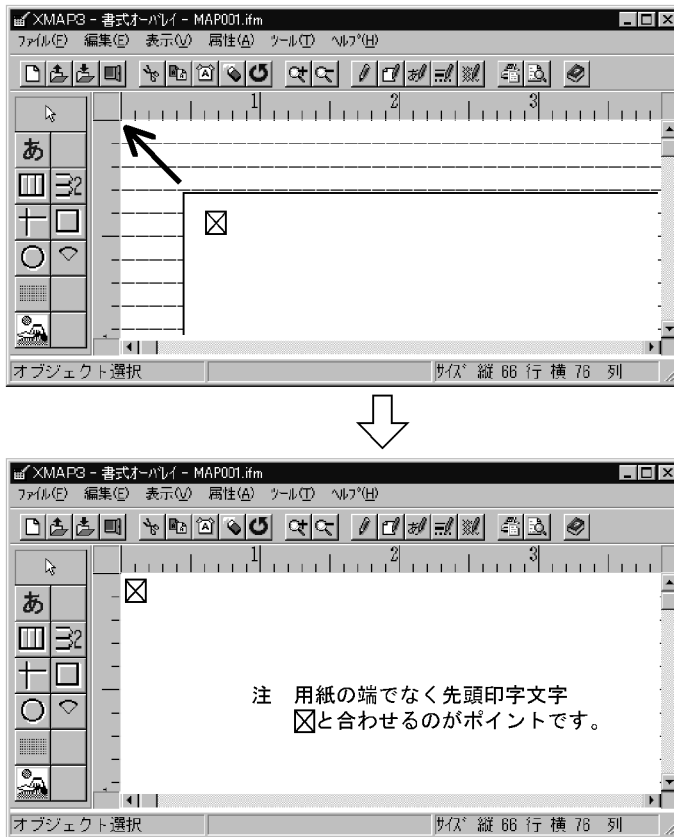 XMAP3 - 書式オーバレイ - MAP001.ifm
ファイル(F) 編集(E) 表示(V) 属性(A) ツール(T) ヘルプ(H)
1 2 3
あ
2
オブジェクト選択 サイズ 縦 66 行 横 76 列
XMAP3 - 書式オーバレイ - MAP001.ifm
ファイル(F) 編集(E) 表示(V) 属性(A) ツール(T) ヘルプ(H)
1 2 3
あ
2
注 用紙の端でなく先頭印字文字
☒と合わせるのがポイントです。
オブジェクト選択 サイズ 縦 66 行 横 76 列